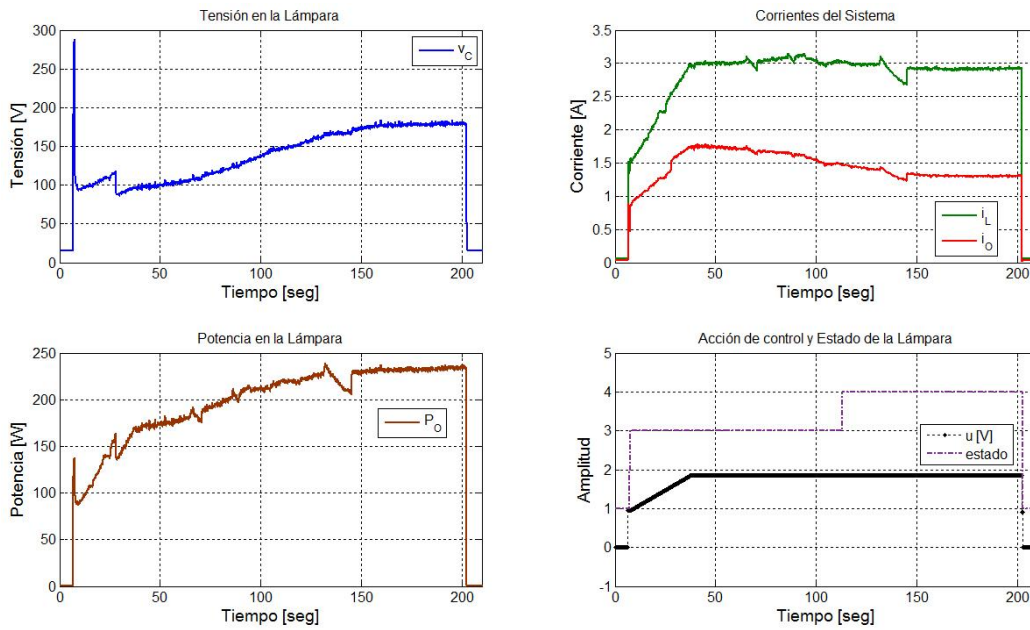 Tensión en la Lámpara
300
250
200
150
100
50
0
0 50 100 150 200
Tensión [V]
Tiempo [seg]
v_C
Corrientes del Sistema
3.5
3
2.5
2
1.5
1
0.5
0
0 50 100 150 200
Corriente [A]
Tiempo [seg]
i_L
i_O
Potencia en la Lámpara
250
200
150
100
50
0
0 50 100 150 200
Potencia [W]
Tiempo [seg]
P_O
Acción de control y Estado de la Lámpara
5
4
3
2
1
0
-1
0 50 100 150 200
Amplitud
Tiempo [seg]
u [V]
estado